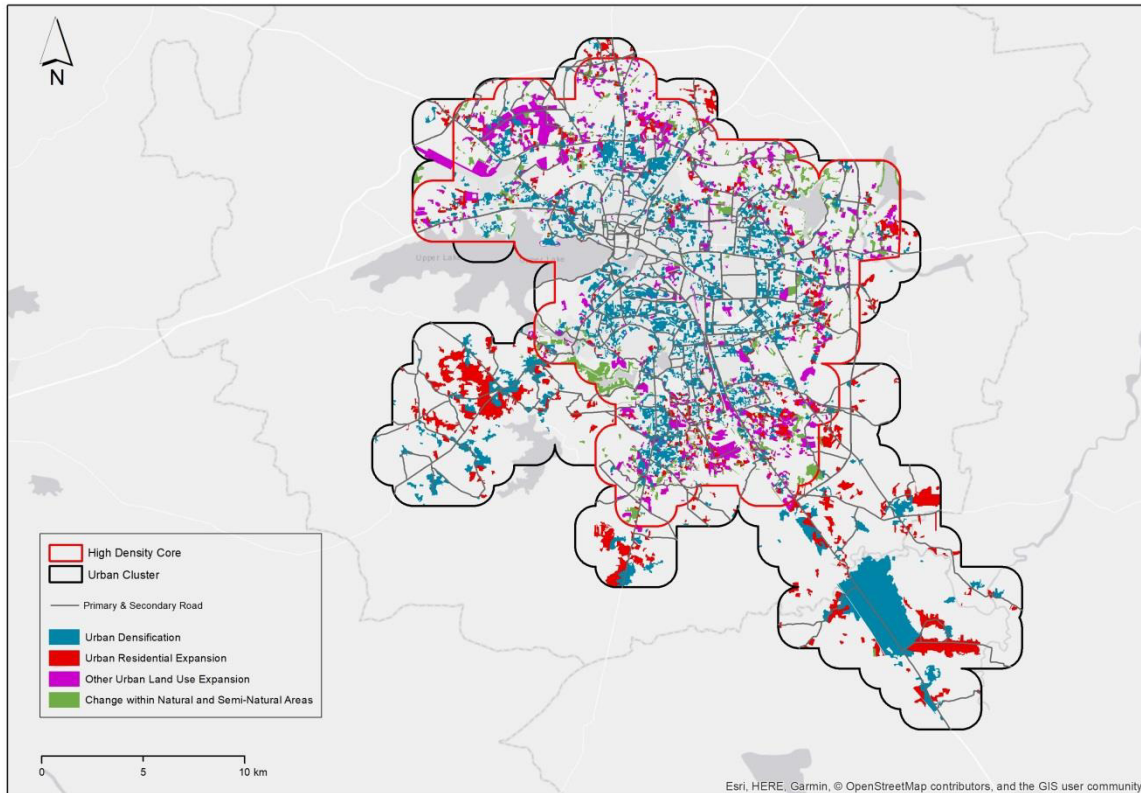 N
Upper Lake
High Density Core
Urban Cluster
Primary & Secondary Road
Urban Densification
Urban Residential Expansion
Other Urban Land Use Expansion
Change within Natural and Semi-Natural Areas
0 5 10 km
Esri, HERE, Garmin, © OpenStreetMap contributors, and the GIS user community